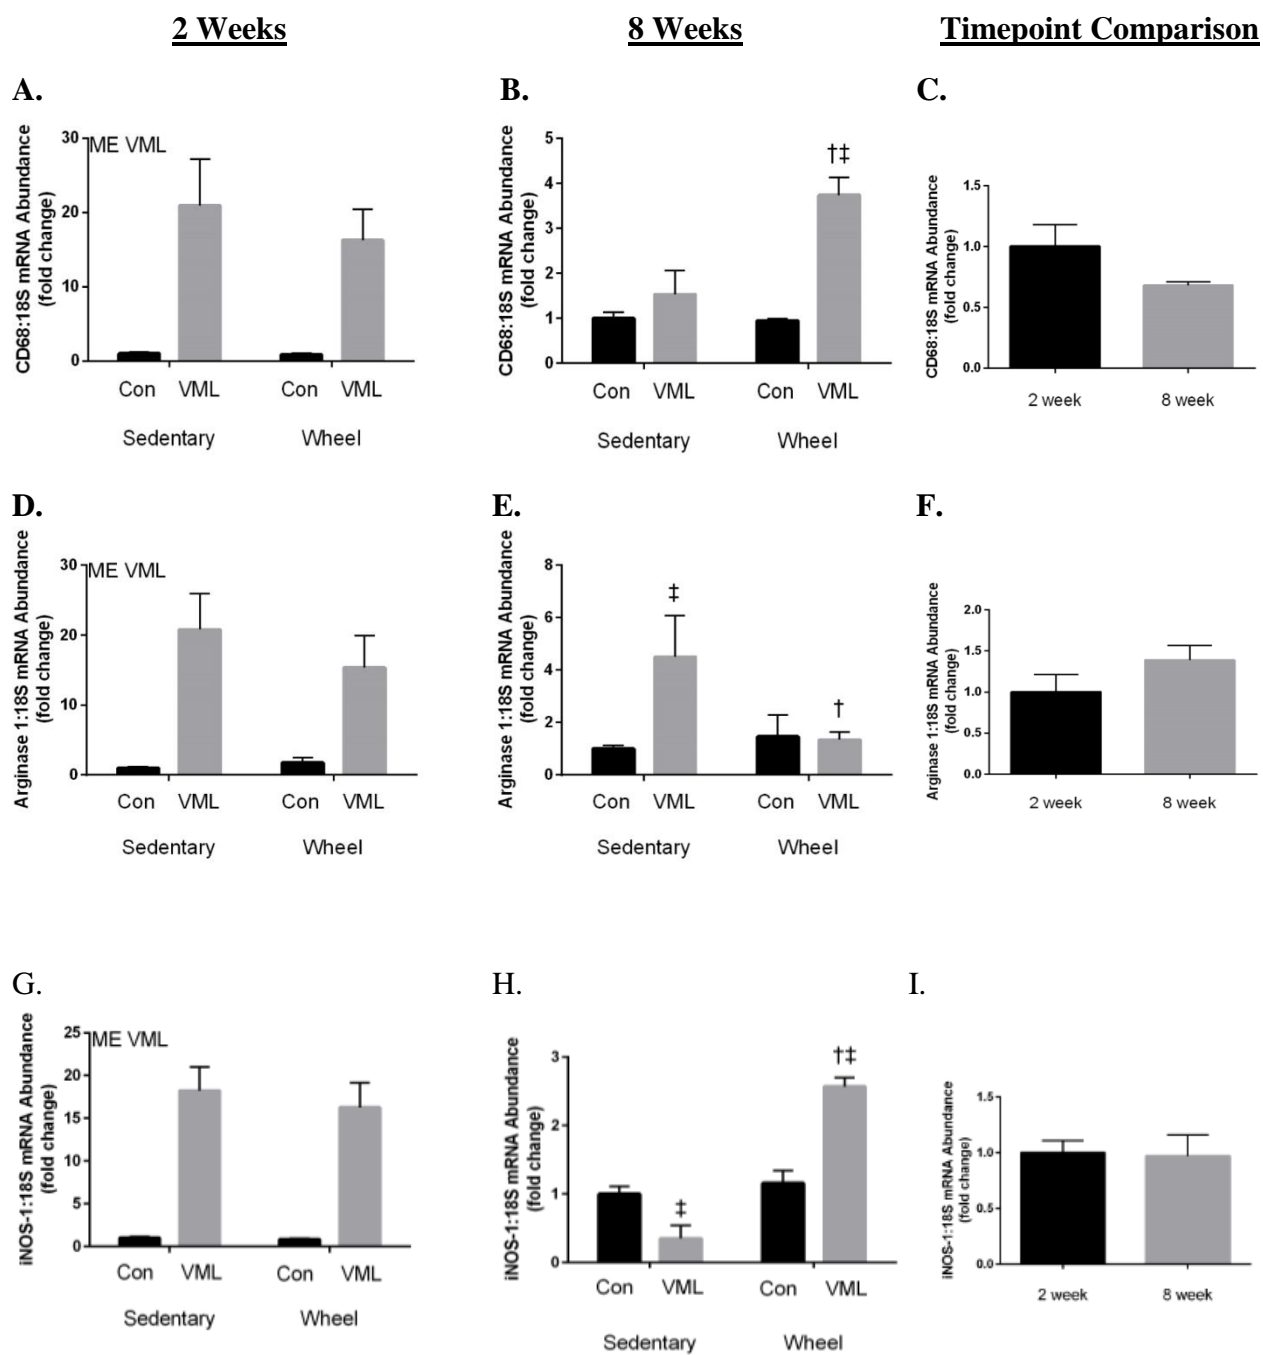 2 Weeks
8 Weeks
Timepoint Comparison
A.
CD68:18S mRNA Abundance
(fold change)
30
20
10
0
ME VML
Con VML Con VML
Sedentary Wheel
B.
CD68:18S mRNA Abundance
(fold change)
5
4
3
2
1
0
†‡
Con VML Con VML
Sedentary Wheel
C.
CD68:18S mRNA Abundance
(fold change)
1.5
1.0
0.5
0.0
2 week 8 week
D.
Arginase 1:18S mRNA Abundance
(fold change)
30
20
10
0
ME VML
Con VML Con VML
Sedentary Wheel
E.
Arginase 1:18S mRNA Abundance
(fold change)
8
6
4
2
0
‡
†
Con VML Con VML
Sedentary Wheel
F.
Arginase 1:18S mRNA Abundance
(fold change)
2.0
1.5
1.0
0.5
0.0
2 week 8 week
G.
iNOS-1:18S mRNA Abundance
(fold change)
25
20
15
10
5
0
ME VML
Con VML Con VML
Sedentary Wheel
H.
iNOS-1:18S mRNA Abundance
(fold change)
3
2
1
0
‡
†‡
Con VML Con VML
Sedentary Wheel
I.
iNOS-1:18S mRNA Abundance
(fold change)
1.5
1.0
0.5
0.0
2 week 8 week